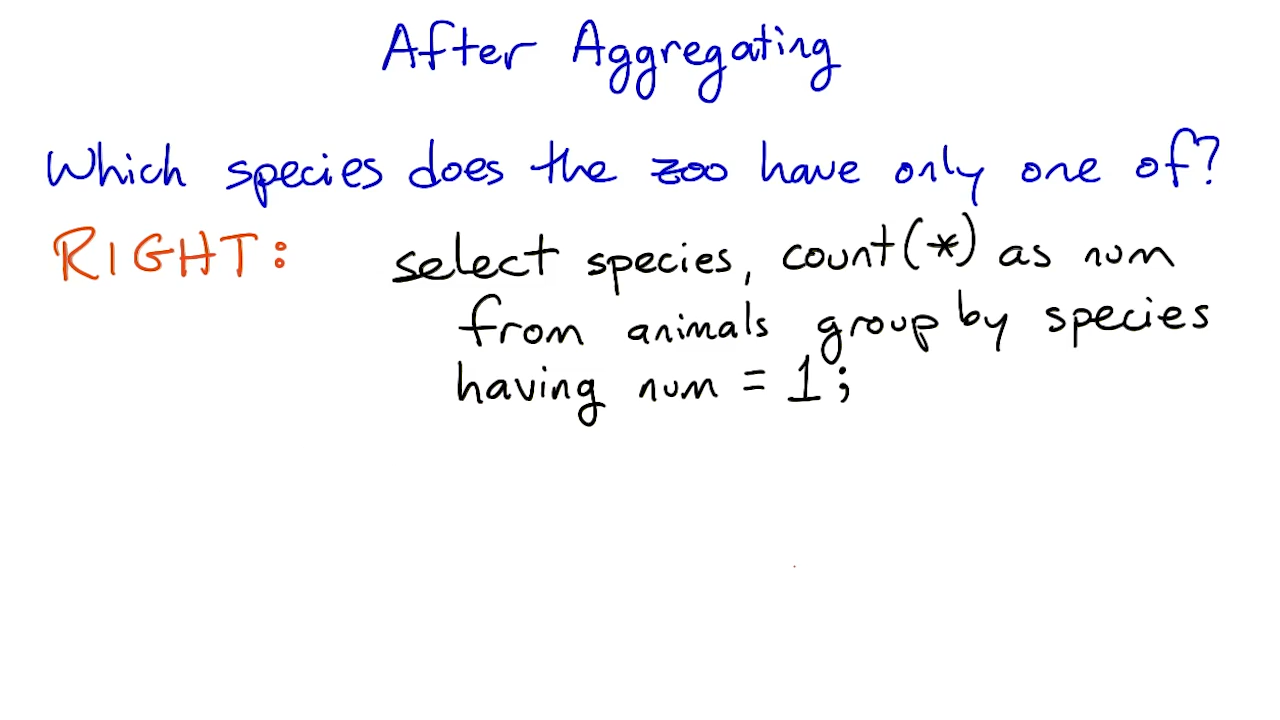 After Aggregating
Which species does the zoo have only one of?
RIGHT: select species, count(*) as num
from animals group by species
having num = 1;